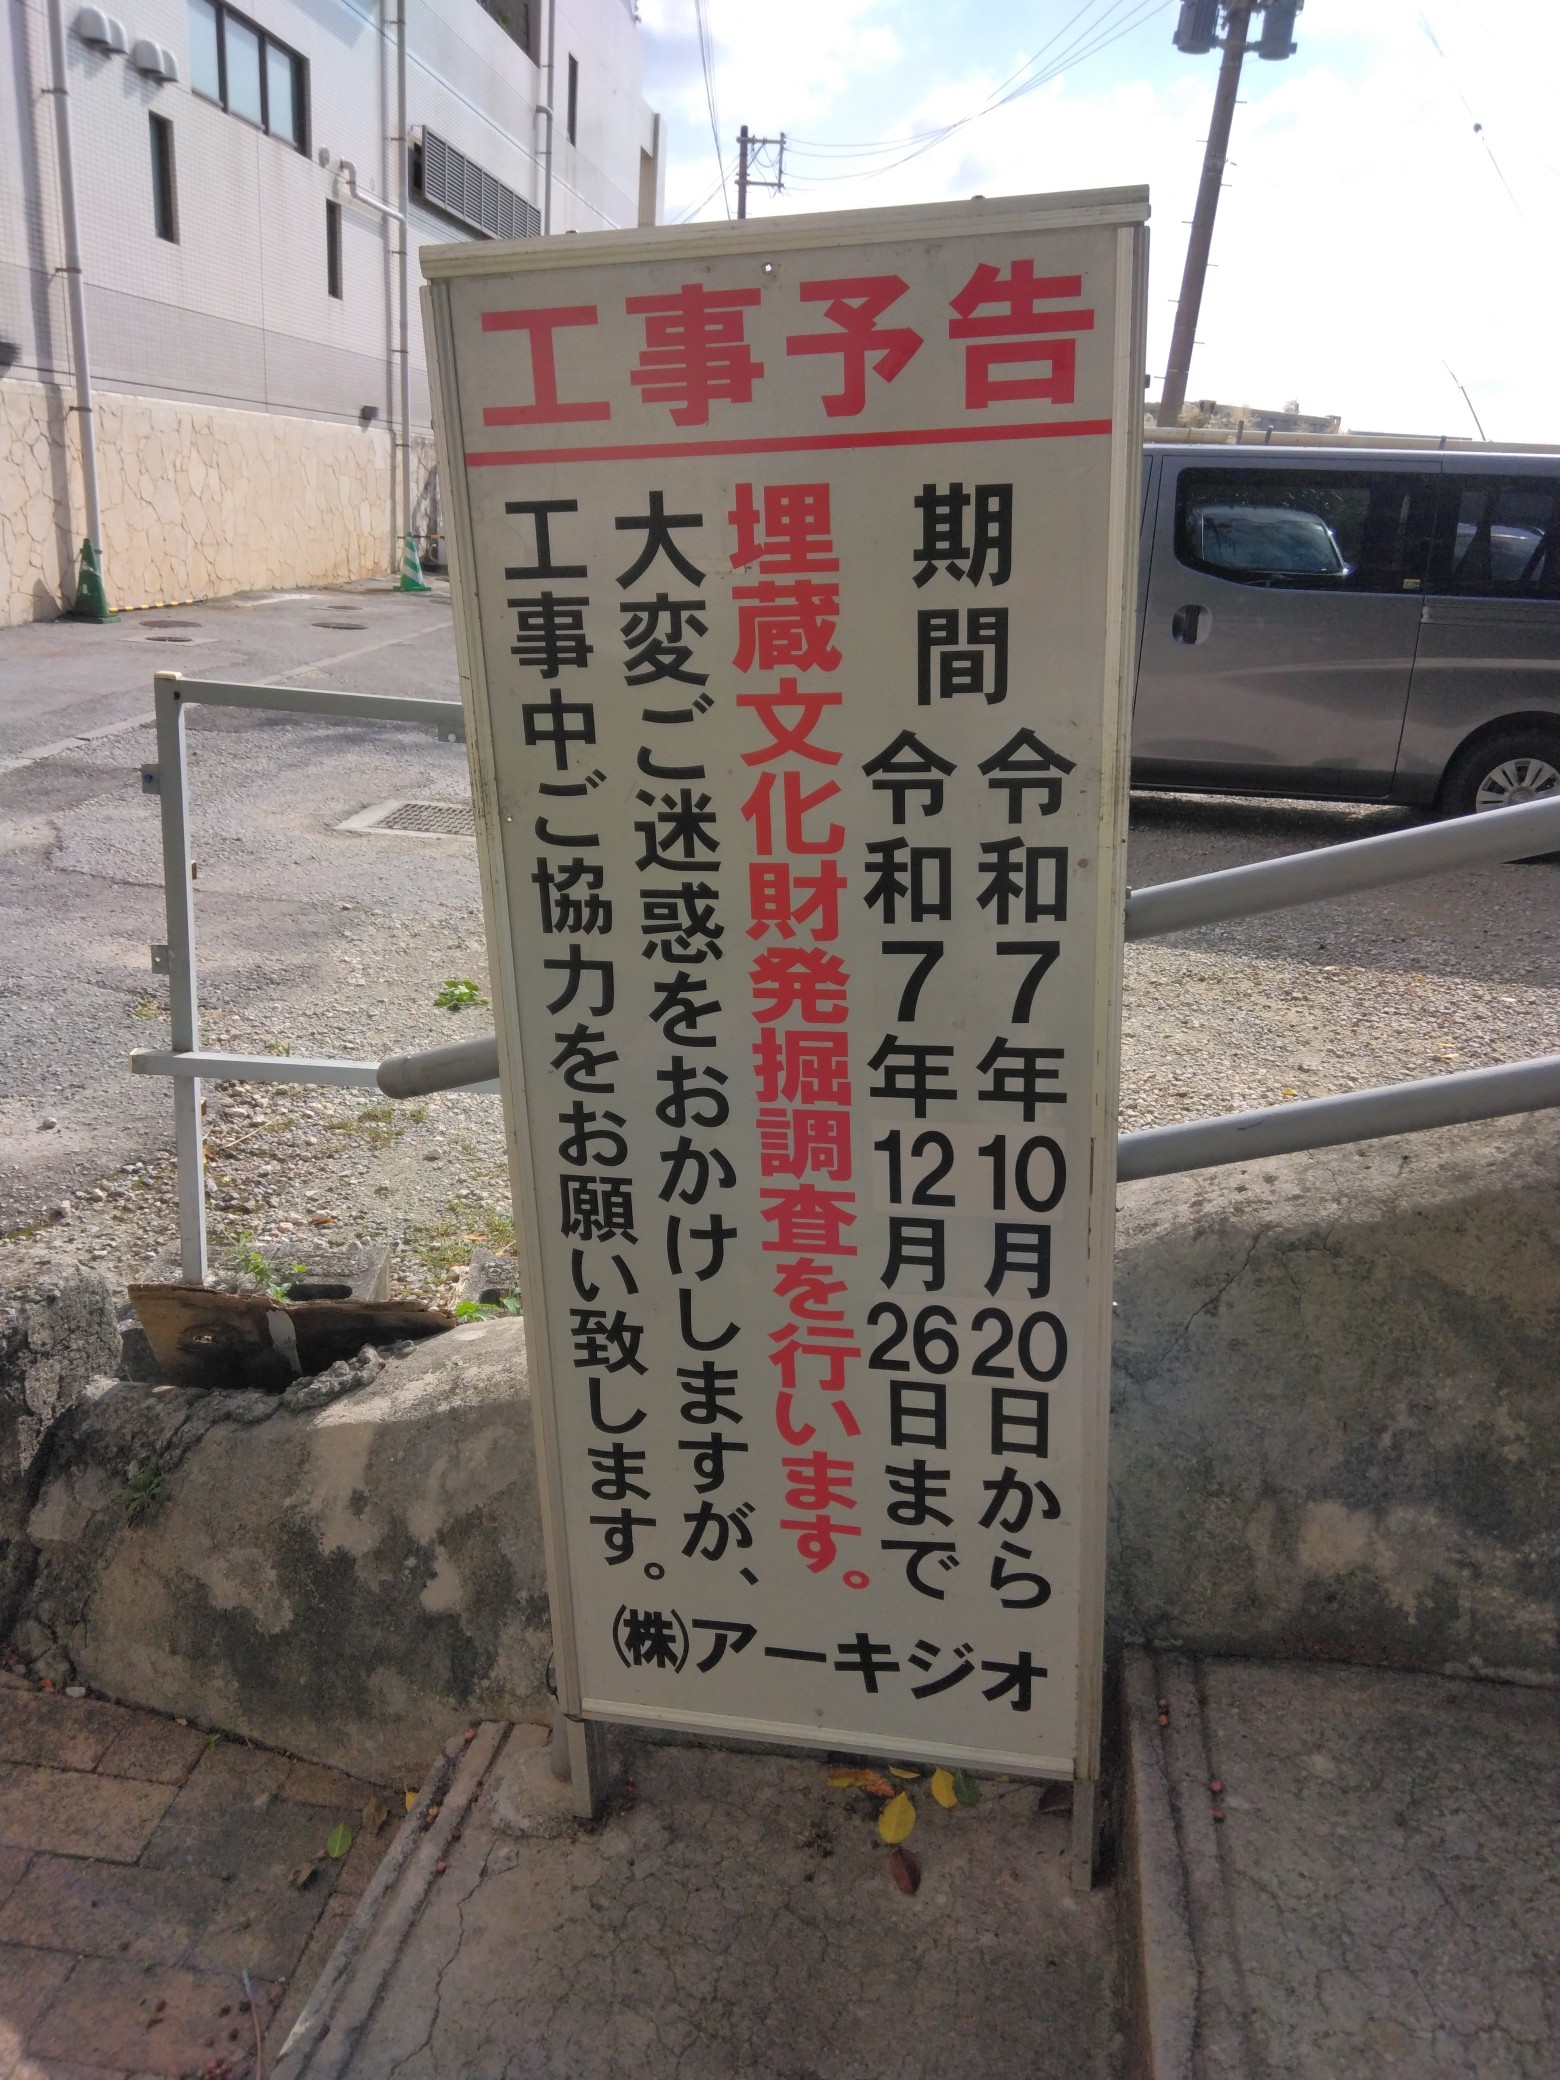 工事予告
期間
令和7年10月20日から
令和7年12月26日まで
埋蔵文化財発掘調査を行います。
大変ご迷惑をおかけしますが、
工事中ご協力をお願い致します。
㈱アーキジオ